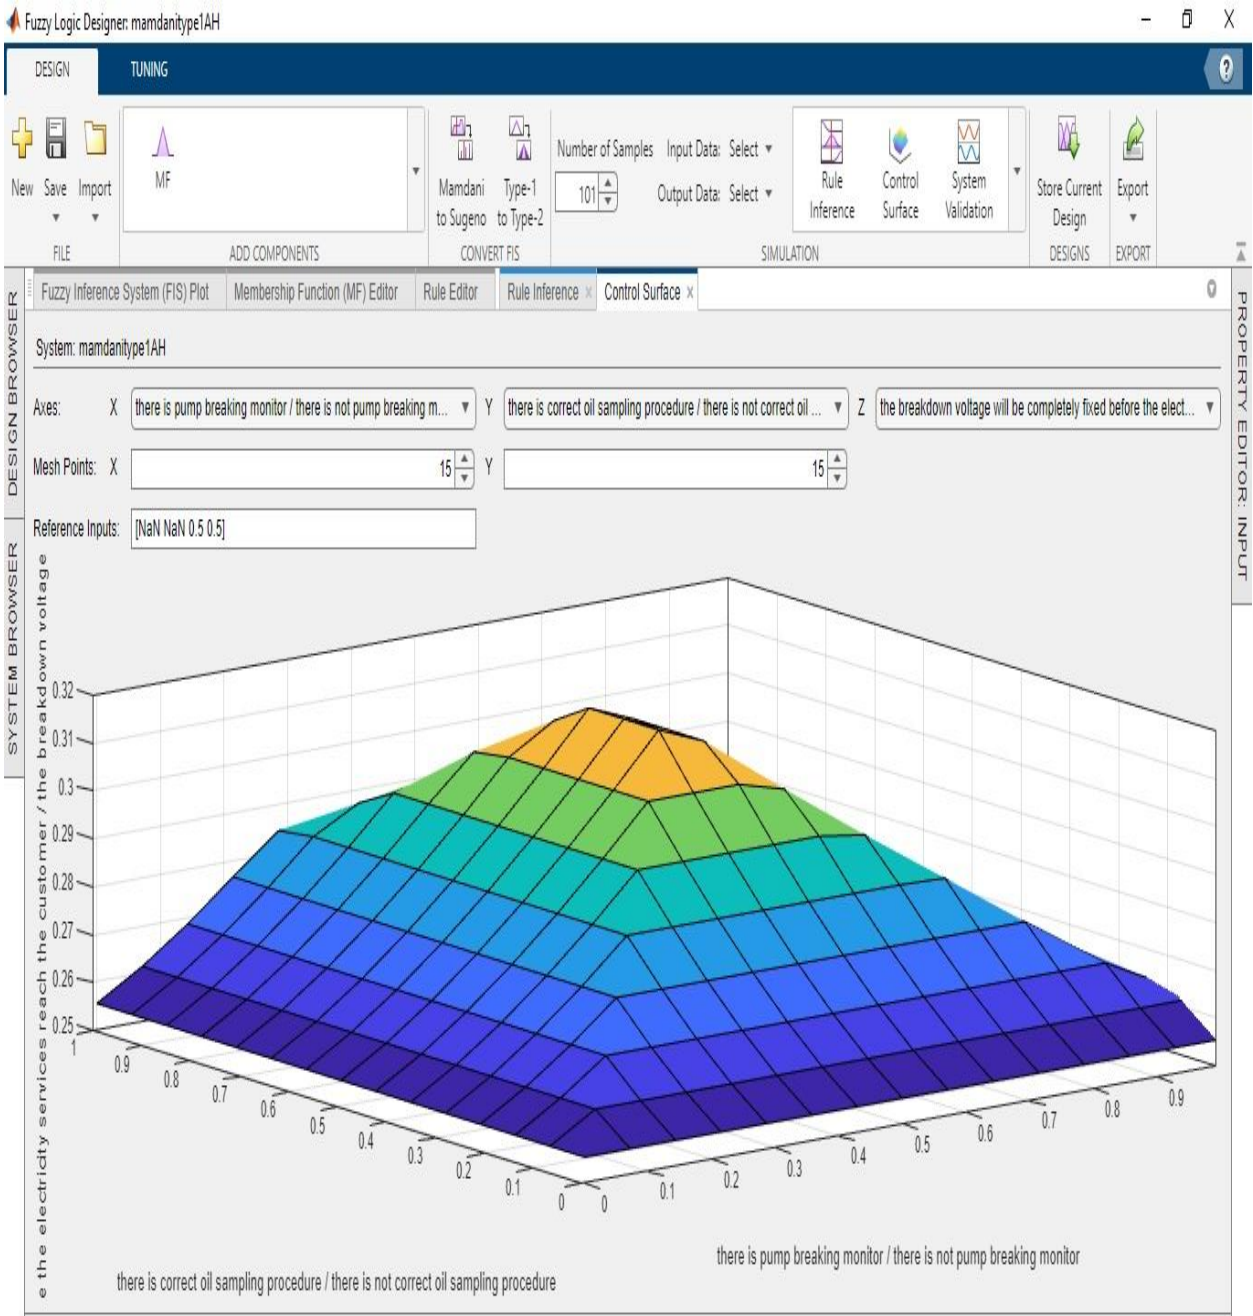 Fuzzy Logic Designer: mamdanitype1AH
DESIGN TUNING
?
New Save Import
MF
Mamdani to Sugeno
Type-1 to Type-2
Number of Samples
101
Input Data: Select
Output Data: Select
Rule Inference
Control Surface
System Validation
Store Current Design
Export
FILE ADD COMPONENTS CONVERT FIS SIMULATION DESIGNS EXPORT
DESIGN BROWSER
SYSTEM BROWSER
PROPERTY EDITOR: INPUT
Fuzzy Inference System (FIS) Plot Membership Function (MF) Editor Rule Editor Rule Inference × Control Surface ×
System: mamdanitype1AH
Axes: X there is pump breaking monitor / there is not pump breaking m... Y there is correct oil sampling procedure / there is not correct oil ... Z the breakdown voltage will be completely fixed before the elect...
Mesh Points: X 15 Y 15
Reference Inputs: [NaN NaN 0.5 0.5]
e the electricity services reach the customer / the breakdown voltage
0.32
0.31
0.3
0.29
0.28
0.27
0.26
0.25
1 0.9 0.8 0.7 0.6 0.5 0.4 0.3 0.2 0.1 0
0 0.1 0.2 0.3 0.4 0.5 0.6 0.7 0.8 0.9
there is pump breaking monitor / there is not pump breaking monitor
there is correct oil sampling procedure / there is not correct oil sampling procedure